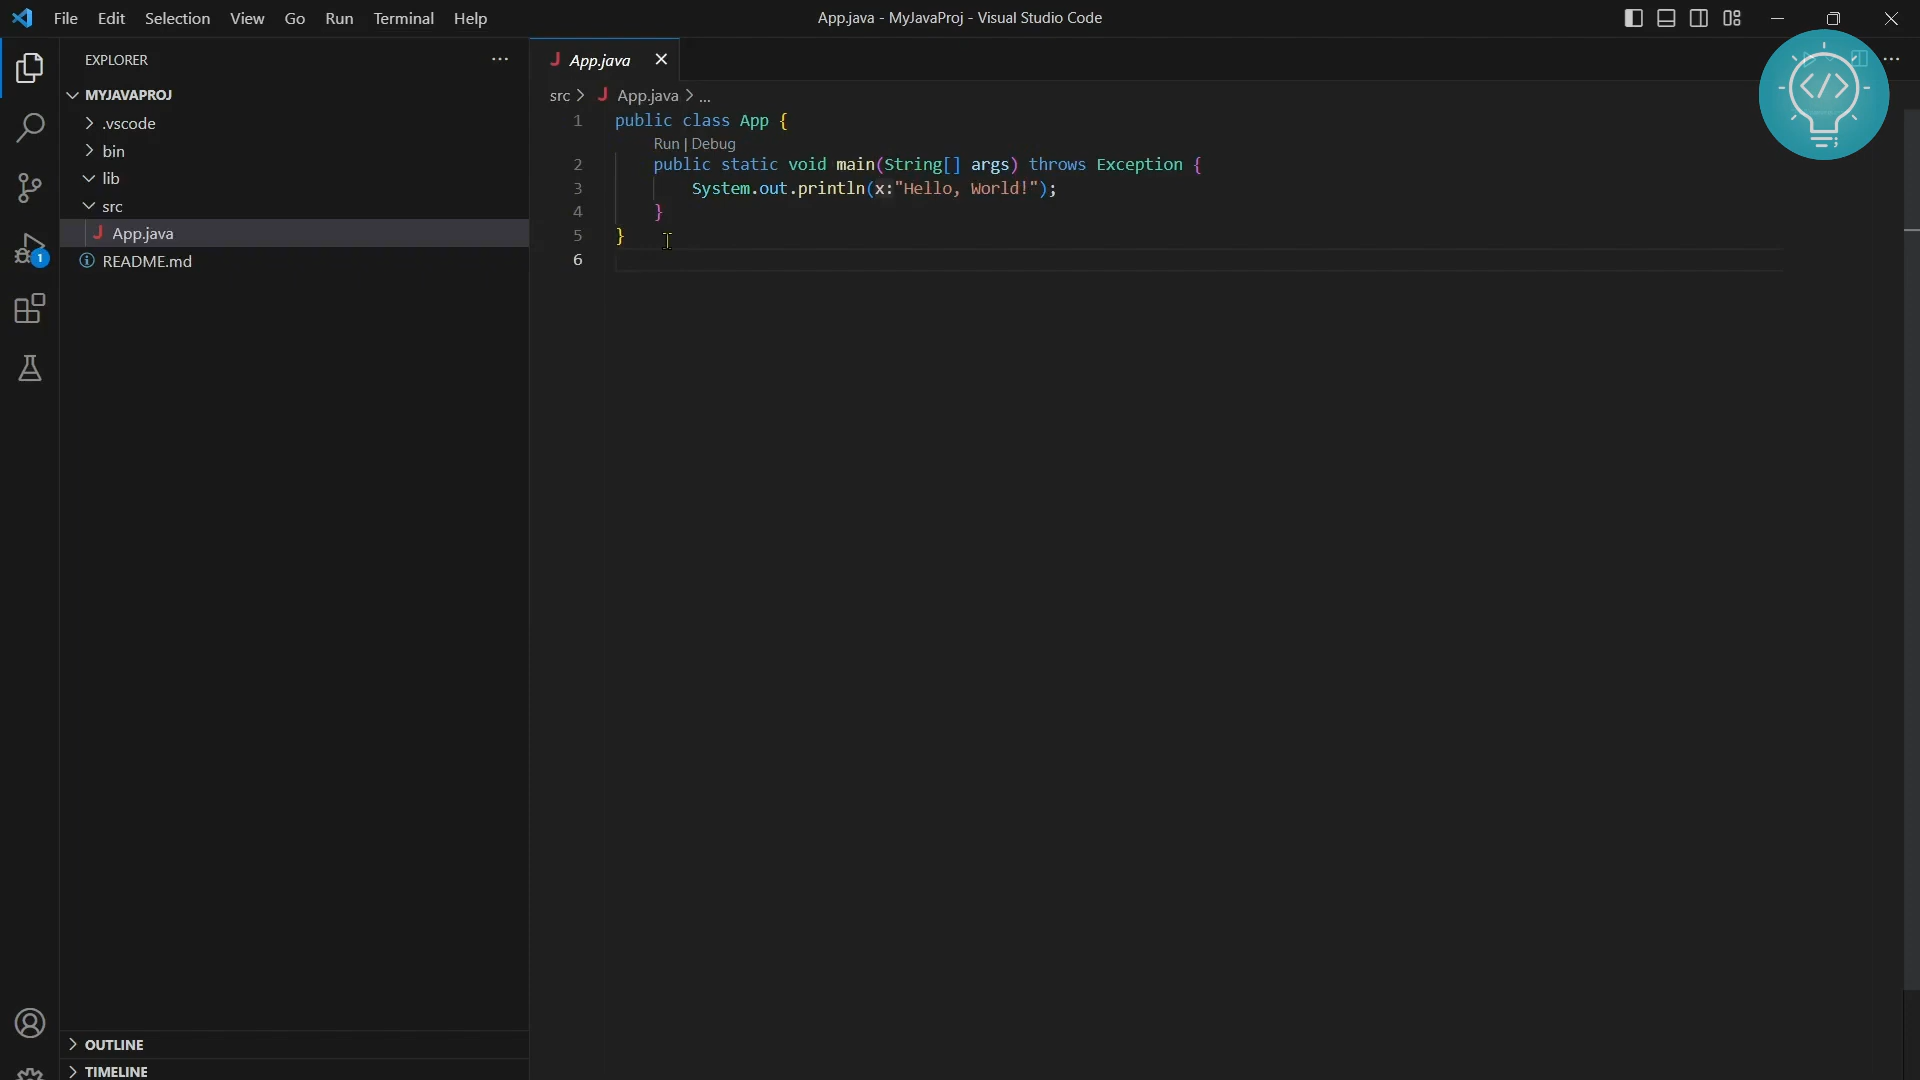 File Edit Selection View Go Run Terminal Help
App.java - MyJavaProj - Visual Studio Code
EXPLORER
MYJAVAPROJ
.vscode
bin
lib
src
J App.java
README.md
1
OUTLINE
TIMELINE
J App.java
src > J App.java > ...
1 public class App {
Run | Debug
2 public static void main(String[] args) throws Exception {
3 System.out.println(x:"Hello, World!");
4 }
5 }
6
</>